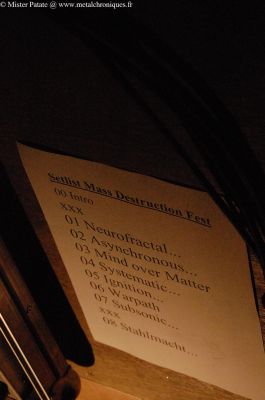 © Mister Patate @ www.metalchroniques.fr
Setlist Mass Destruction Fest
00 Intro
xxx
01 Neurofractal...
02 Asynchronous...
03 Mind over Matter
04 Systematic...
05 Ignition...
06 Warpath
07 Subsonic...
xxx
08 Stahlmacht...